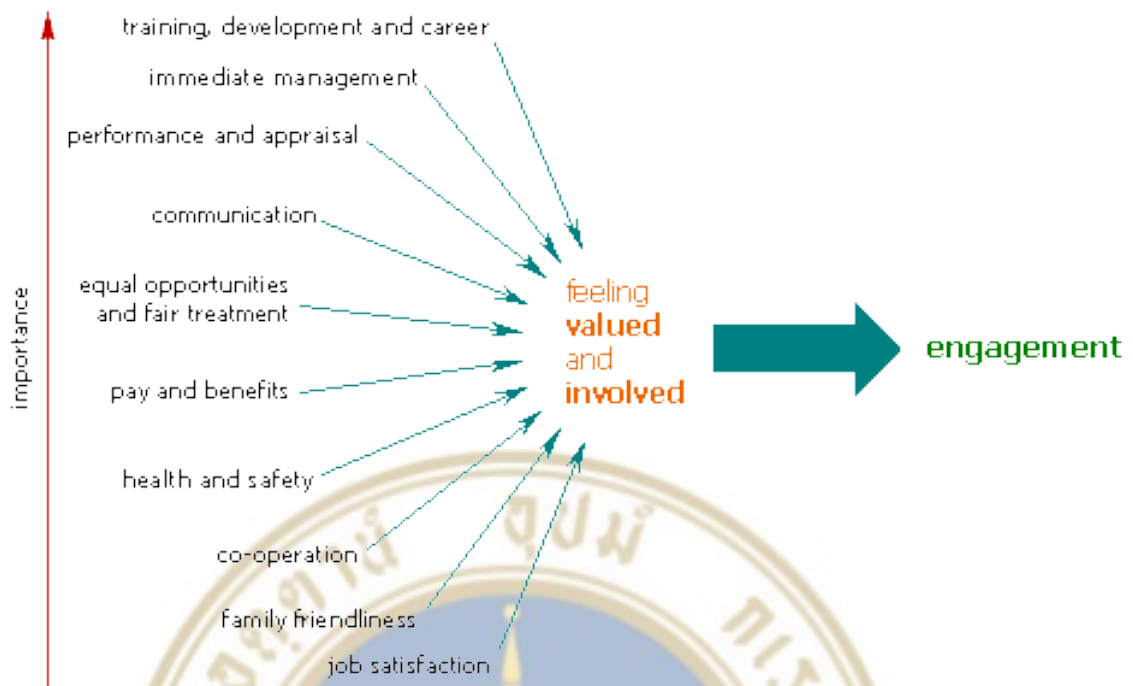 training, development and career
immediate management
performance and appraisal
communication
equal opportunities
and fair treatment
pay and benefits
health and safety
co-operation
family friendliness
job satisfaction
importance
feeling
valued
and
involved
engagement